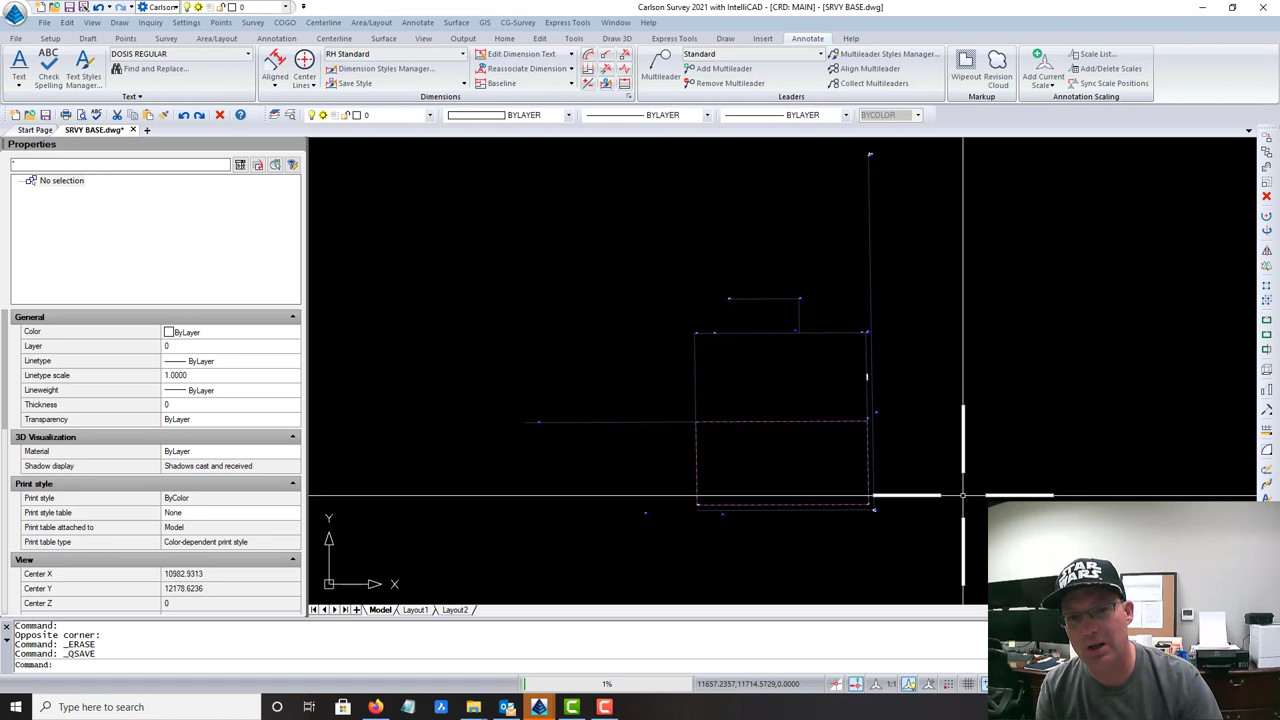 Carlson Survey 2021 with IntelliCAD - [CRD: MAIN] - [SRVY BASE.dwg]
Carlson
0
File Edit Inquiry Settings Points Survey COGO Centerline Area/Layout Annotate Surface GIS CG-Survey Express Tools Window Help
View Draw
File Start Draft Points Survey Area/Layout Annotation Centerline Surface View Output Home Edit Tools Draw 3D Express Tools Draw Insert Annotate
DOSIS REGULAR
RH Standard
Edit Dimension Text
Standard
Multileader Styles Manager...
Scale List...
Find and Replace...
Dimension Styles Manager...
Reassociate Dimension
Add Multileader
Align Multileader
Add/Delete Scales
Text
Check Spelling
Text Styles Manager...
Aligned
Center Lines
Save Style
Baseline
Multileader
Remove Multileader
Collect Multileaders
Wipeout
Revision Cloud
Add Current Scale
Sync Scale Positions
Text
Dimensions
Leaders
Markup
Annotation Scaling
0
BYLAYER
BYLAYER
BYLAYER
BYCOLOR
Start Page
SRVY BASE.dwg*
Properties
No selection
General
Color ByLayer
Layer 0
Linetype ByLayer
Linetype scale 1.0000
Lineweight ByLayer
Thickness 0
Transparency ByLayer
3D Visualization
Material ByLayer
Shadow display Shadows cast and received
Print style
Print style ByColor
Print table None
Print table attached to Model
Print table type Color-dependent print style
View
Center X 10982.9313
Center Y 12178.6236
Center Z 0
Y
X
Model Layout1 Layout2
Command:
Opposite corner:
Command: _ERASE
Command: _QSAVE
Command:
1%
11657.2357,11714.5729,0.0000
1:1
Type here to search
STAR
WARS